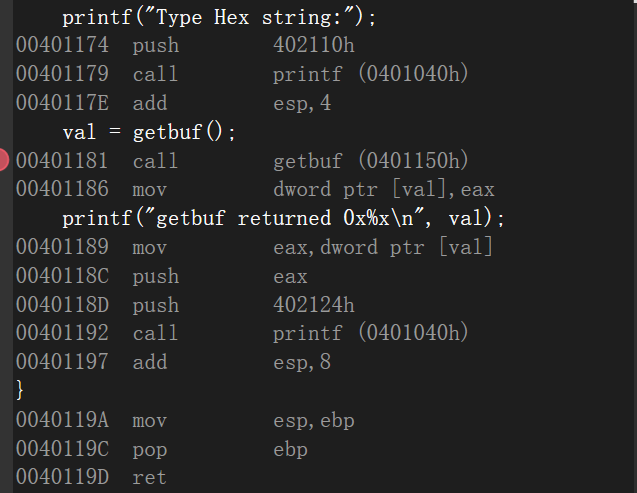 printf("Type Hex string:");
00401174 push 402110h
00401179 call printf (0401040h)
0040117E add esp,4
val = getbuf();
00401181 call getbuf (0401150h)
00401186 mov dword ptr [val],eax
printf("getbuf returned 0x%x\n", val);
00401189 mov eax,dword ptr [val]
0040118C push eax
0040118D push 402124h
00401192 call printf (0401040h)
00401197 add esp,8
}
0040119A mov esp,ebp
0040119C pop ebp
0040119D ret